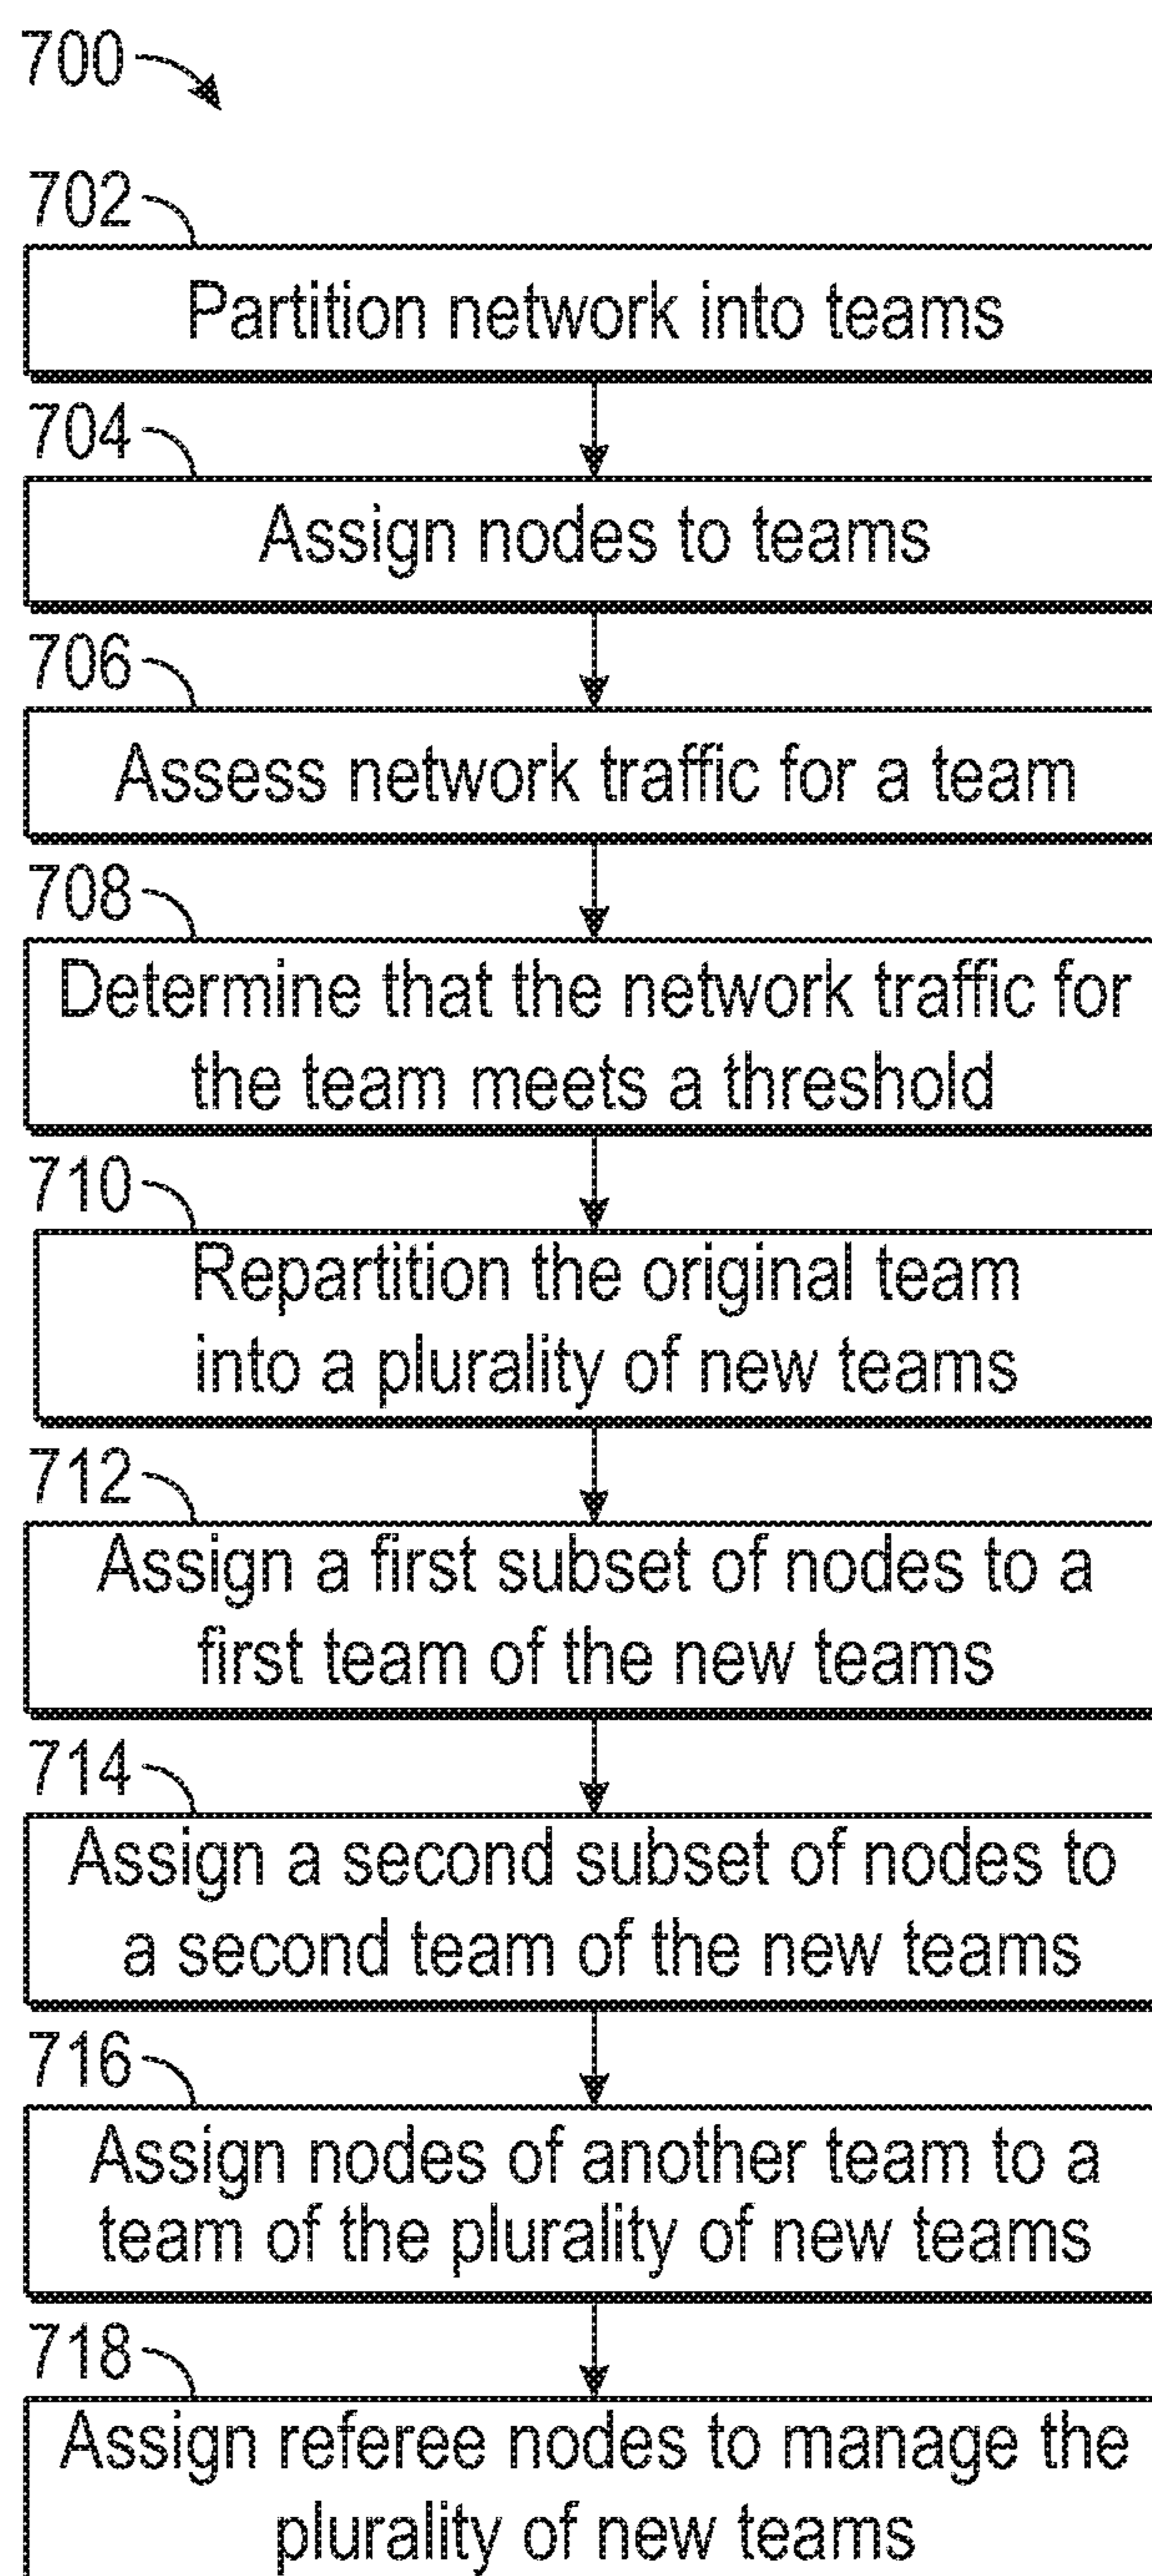 700
702
Partition network into teams
704
Assign nodes to teams
706
Assess network traffic for a team
708
Determine that the network traffic for
the team meets a threshold
710
Repartition the original team
into a plurality of new teams
712
Assign a first subset of nodes to a
first team of the new teams
714
Assign a second subset of nodes to
a second team of the new teams
716
Assign nodes of another team to a
team of the plurality of new teams
718
Assign referee nodes to manage the
plurality of new teams